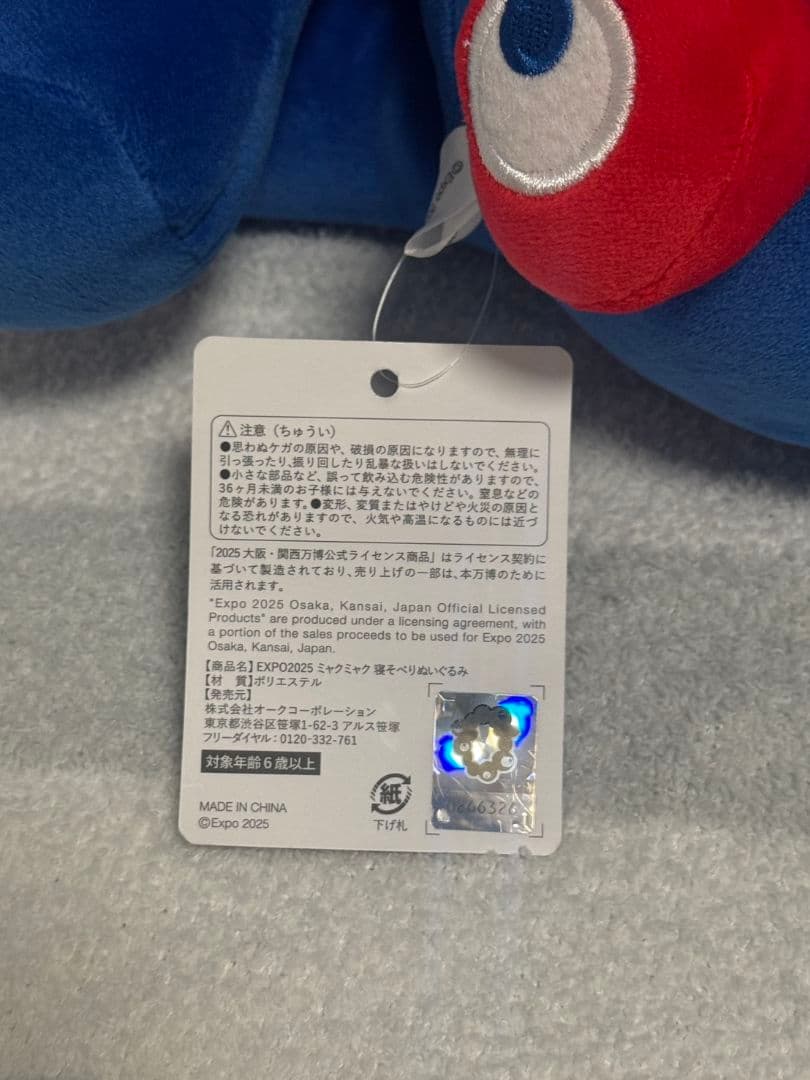 ©Expo
⚠注意（ちゅうい）
●思わぬケガの原因や、破損の原因になりますので、無理に
引っ張ったり、振り回したり乱暴な扱いはしないでください。
●小さな部品など、誤って飲み込む危険性がありますので、
36ヶ月未満のお子様には与えないでください。窒息などの
危険があります。●変形、変質またはやけどや火災の原因と
なる恐れがありますので、火気や高温になるものには近づ
けないでください。
「2025 大阪・関西万博公式ライセンス商品」はライセンス契約に
基づいて製造されており、売り上げの一部は、本万博のために
活用されます。
"Expo 2025 Osaka, Kansai, Japan Official Licensed
Products" are produced under a licensing agreement, with
a portion of the sales proceeds to be used for Expo 2025
Osaka, Kansai, Japan.
【商品名】EXPO2025 ミャクミャク 寝そべりぬいぐるみ
【材　質】ポリエステル
【発売元】
株式会社オークコーポレーション
東京都渋谷区笹塚1-62-3 アルス笹塚
フリーダイヤル：0120-332-761
対象年齢6歳以上
MADE IN CHINA
©Expo 2025
紙
下げ札